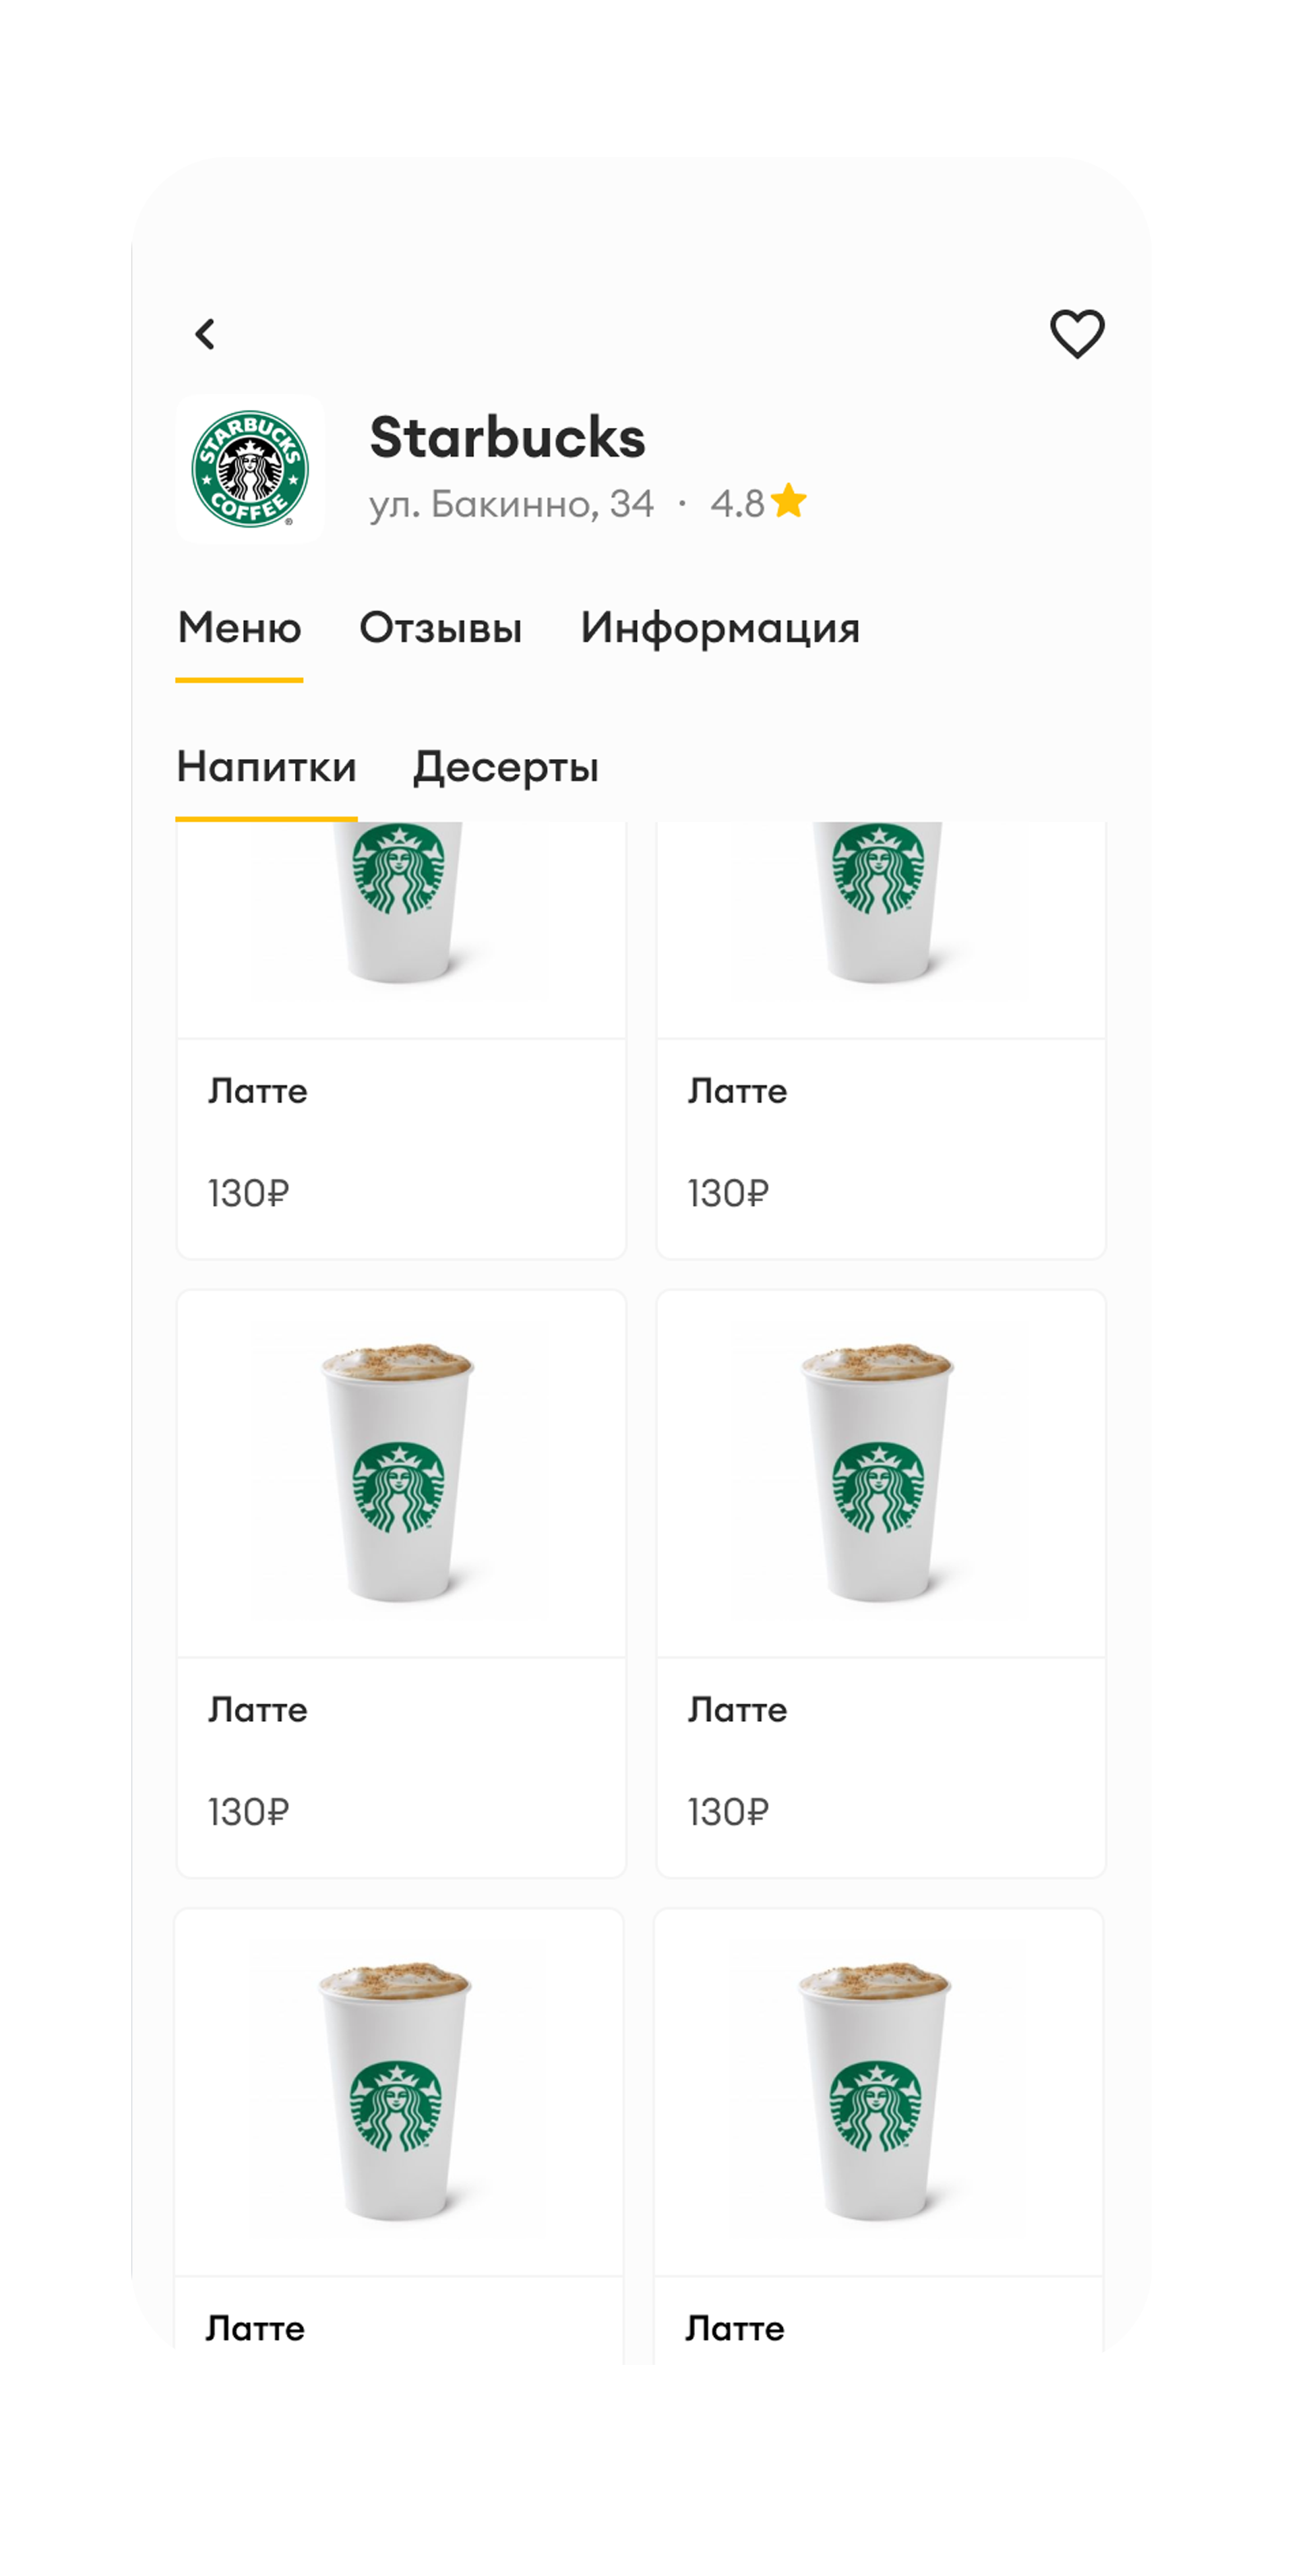 STARBUCKS
COFFEE
®
Starbucks
ул. Бакинно, 34 · 4.8
Меню Отзывы Информация
Напитки Десерты
Латте Латте
130₽ 130₽
Латте Латте
130₽ 130₽
Латте Латте